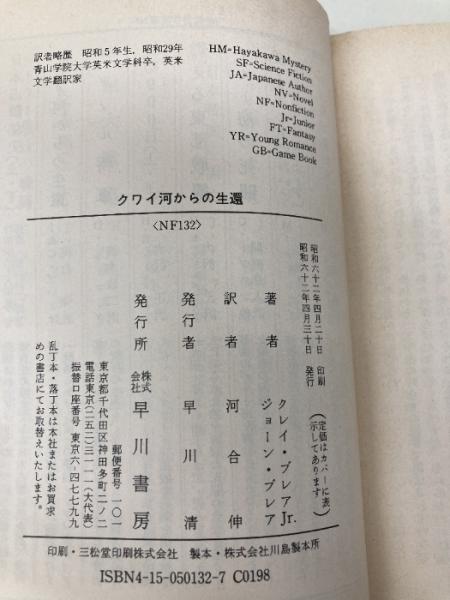 訳者略歴 昭和5年生，昭和29年
青山学院大学英米文学科卒，英米
文学翻訳家
HM=Hayakawa Mystery
SF=Science Fiction
JA=Japanese Author
NV=Novel
NF=Nonfiction
Jr=Junior
FT=Fantasy
YR=Young Romance
GB=Game Book
クワイ河からの生還
〈NF132〉
昭和六十二年四月二十日 印刷
昭和六十二年四月三十日 発行
（定価はカバーに表示してあります）
著者 クレイ・ブレア Jr.
ジョーン・ブレア
訳者 河合伸
発行者 早川清
発行所 株式会社 早川書房
郵便番号 一〇一
東京都千代田区神田多町二ノ二
電話東京（二五二）三一一一（大代表）
振替口座番号 東京六－四七七九九
乱丁本・落丁本は本社またはお買求
めの書店にてお取替えいたします。
印刷・三松堂印刷株式会社 製本・株式会社川島製本所
ISBN4-15-050132-7 C0198